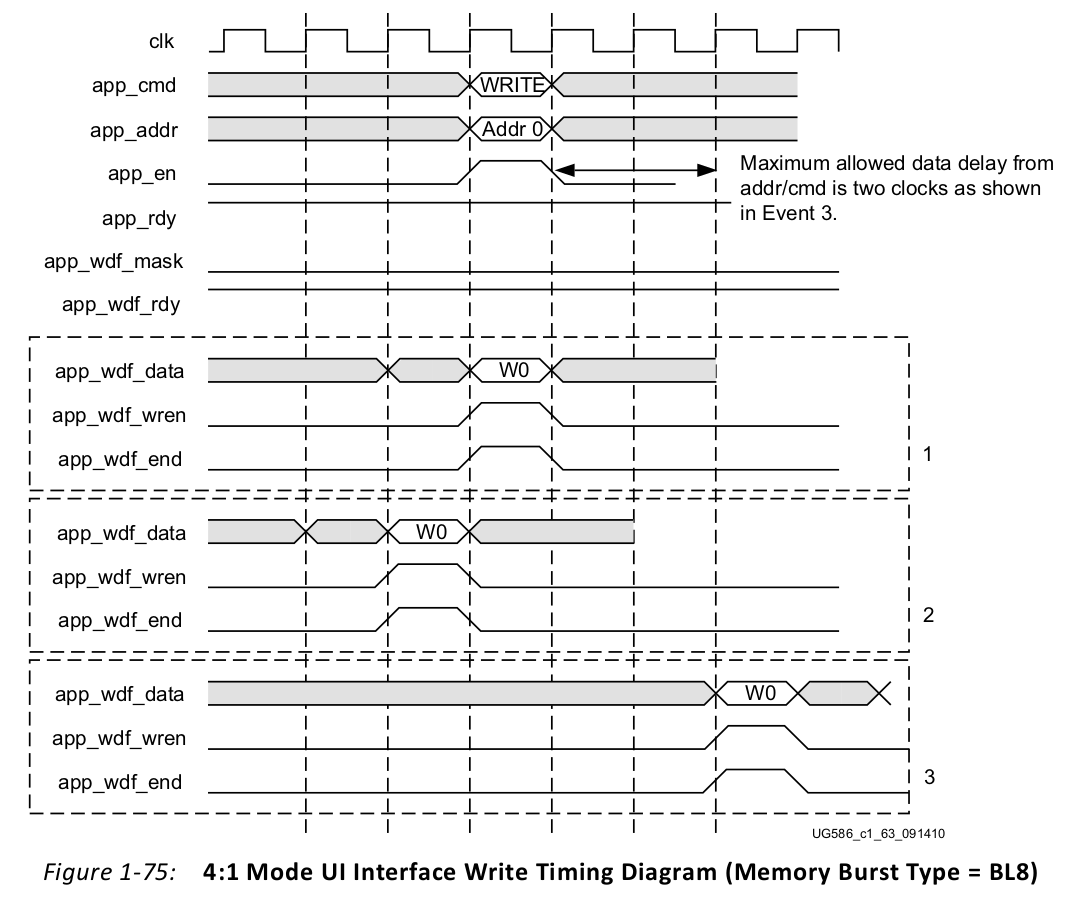 clk
app_cmd
WRITE
app_addr
Addr 0
app_en
Maximum allowed data delay from
addr/cmd is two clocks as shown
in Event 3.
app_rdy
app_wdf_mask
app_wdf_rdy
app_wdf_data
W0
app_wdf_wren
app_wdf_end
1
app_wdf_data
W0
app_wdf_wren
app_wdf_end
2
app_wdf_data
W0
app_wdf_wren
app_wdf_end
3
UG586_c1_63_091410
Figure 1-75: 4:1 Mode UI Interface Write Timing Diagram (Memory Burst Type = BL8)